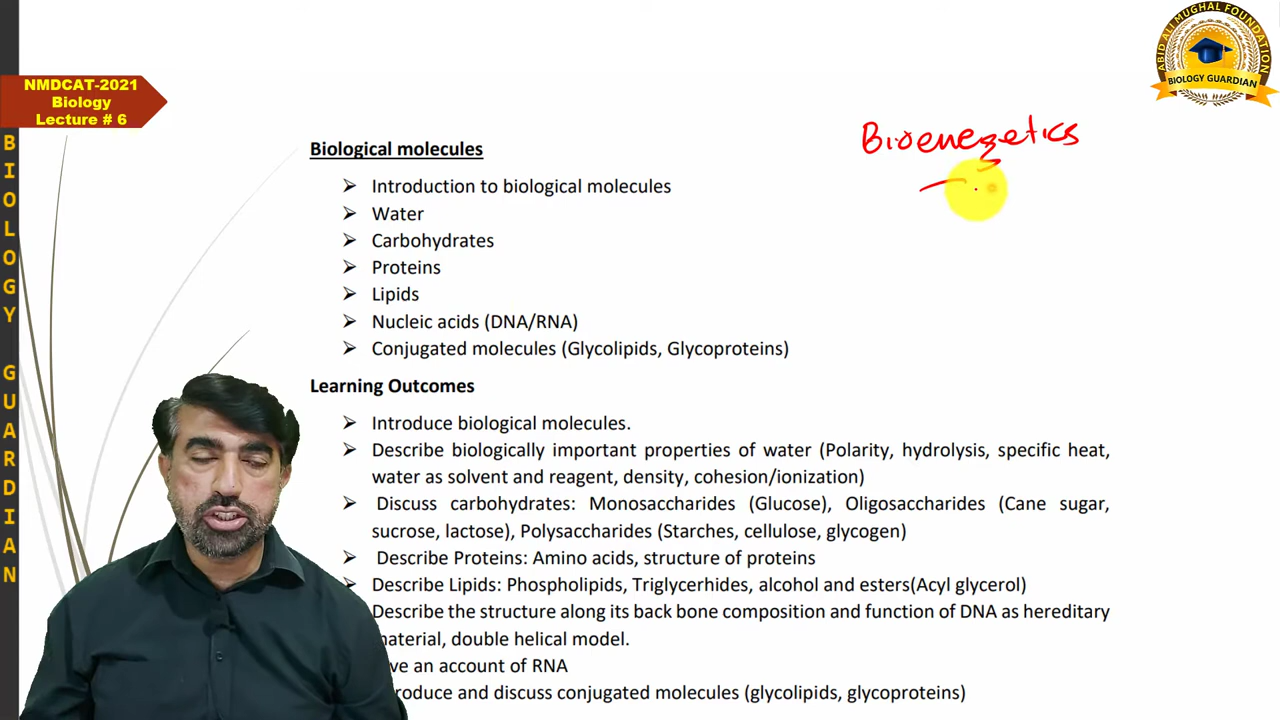 ABID ALI MUGHAL FOUNDATION
BIOLOGY GUARDIAN
NMDCAT-2021
Biology
Lecture # 6
BIOLOGY GUARDIAN
Bioenegetics
Biological molecules
Introduction to biological molecules
Water
Carbohydrates
Proteins
Lipids
Nucleic acids (DNA/RNA)
Conjugated molecules (Glycolipids, Glycoproteins)
Learning Outcomes
Introduce biological molecules.
Describe biologically important properties of water (Polarity, hydrolysis, specific heat,
water as solvent and reagent, density, cohesion/ionization)
Discuss carbohydrates: Monosaccharides (Glucose), Oligosaccharides (Cane sugar,
sucrose, lactose), Polysaccharides (Starches, cellulose, glycogen)
Describe Proteins: Amino acids, structure of proteins
Describe Lipids: Phospholipids, Triglycerhides, alcohol and esters(Acyl glycerol)
Describe the structure along its back bone composition and function of DNA as hereditary
material, double helical model.
ve an account of RNA
roduce and discuss conjugated molecules (glycolipids, glycoproteins)